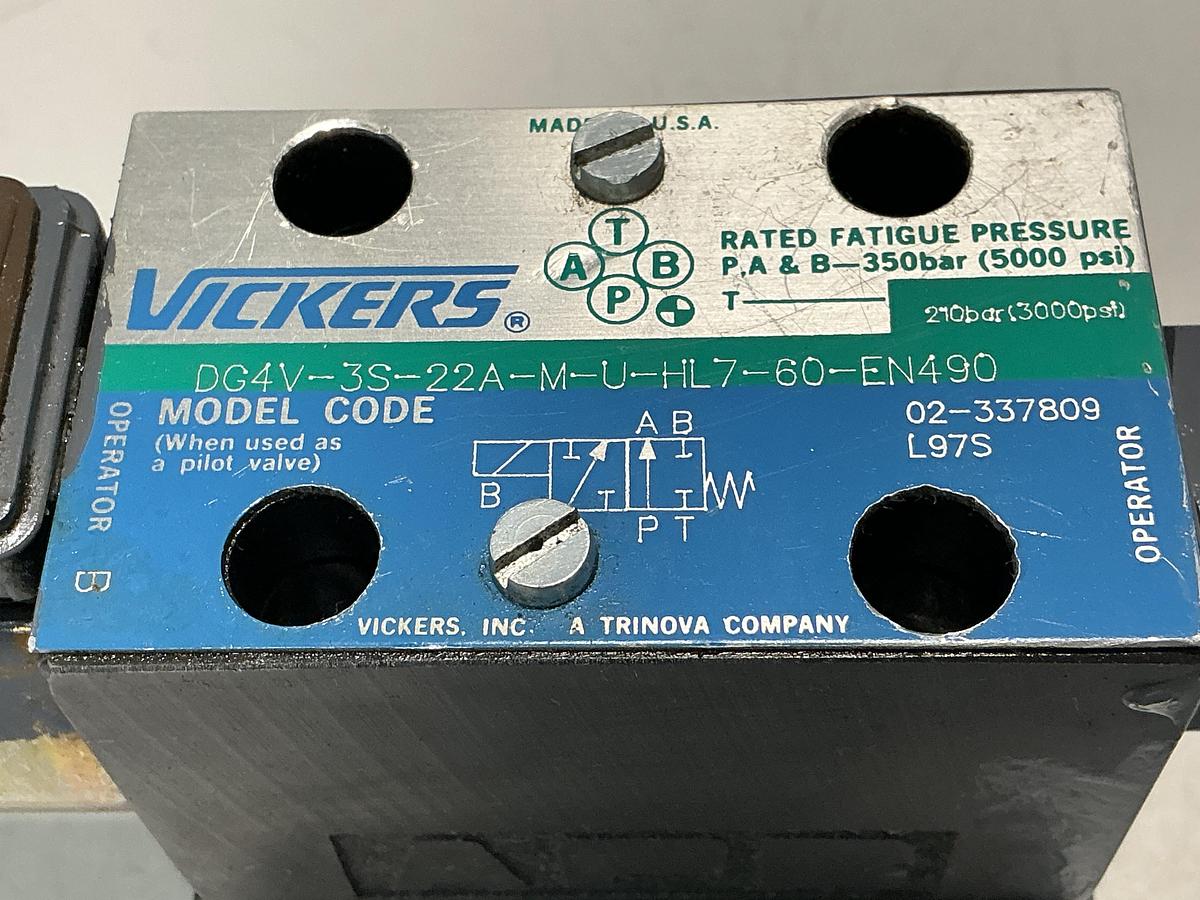 MADE U.S.A.
T
A B
P
VICKERS®
RATED FATIGUE PRESSURE
P,A & B—350bar (5000 psi)
T— 210bar(3000psi)
DG4V-3S-22A-M-U-HL7-60-EN490
MODEL CODE
(When used as
a pilot valve)
A B
B
P T
02-337809
L97S
OPERATOR B
OPERATOR
VICKERS, INC. A TRINOVA COMPANY